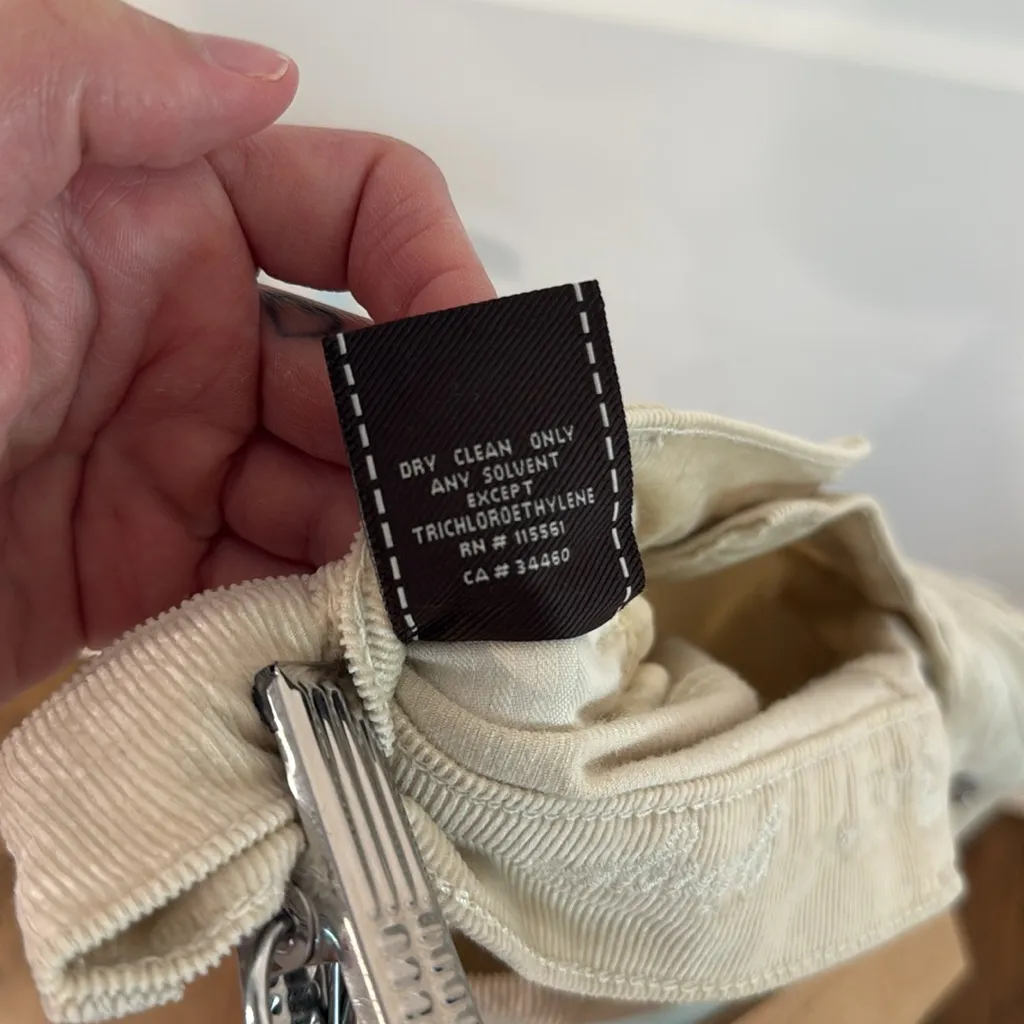 DRY CLEAN ONLY
ANY SOLVENT
EXCEPT
TRICHLOROETHYLENE
RN # 115561
CA # 34460